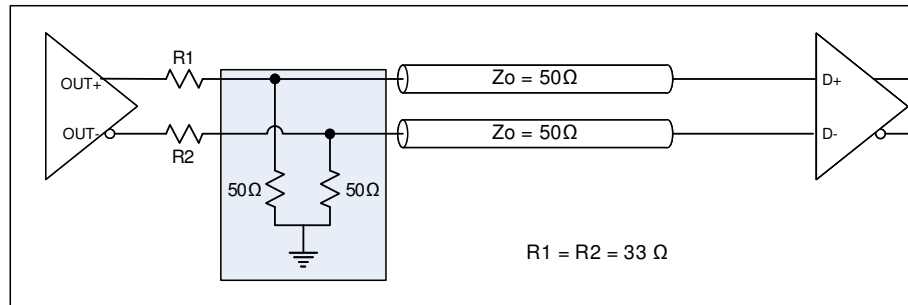 R1
OUT+
Zo = 50Ω
D+
OUT-
Zo = 50Ω
D-
R2
50Ω
50Ω
R1 = R2 = 33 Ω